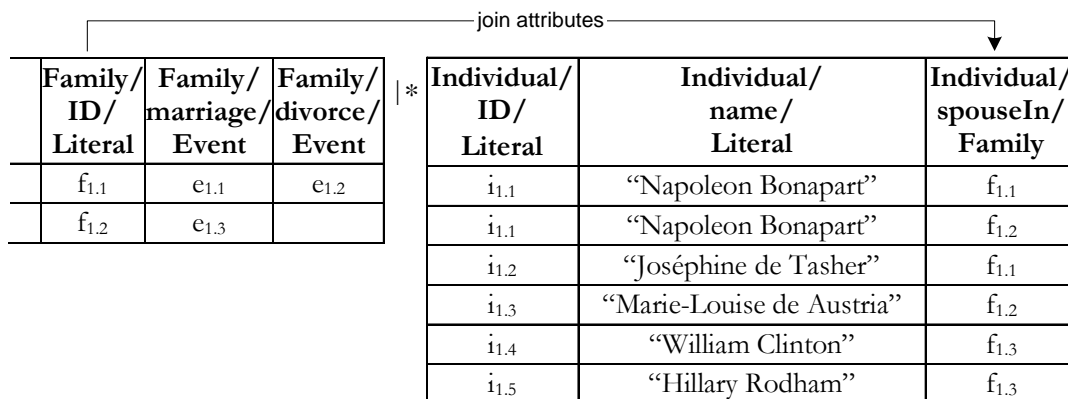 join attributes
Family/ Family/ Family/ |* Individual/ Individual/ Individual/
ID/ marriage/ divorce/ ID/ name/ spouseIn/
Literal Event Event Literal Literal Family
f1.1 e1.1 e1.2 i1.1 “Napoleon Bonapart” f1.1
f1.2 e1.3 i1.1 “Napoleon Bonapart” f1.2
i1.2 “Joséphine de Tasher” f1.1
i1.3 “Marie-Louise de Austria” f1.2
i1.4 “William Clinton” f1.3
i1.5 “Hillary Rodham” f1.3